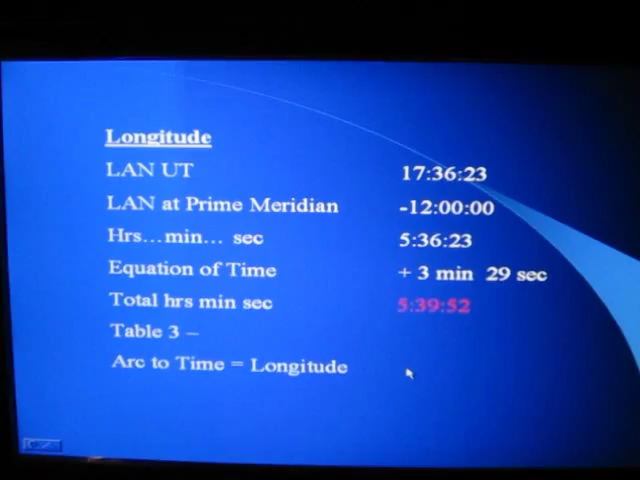 Longitude
LAN UT 17:36:23
LAN at Prime Meridian -12:00:00
Hrs...min... sec 5:36:23
Equation of Time + 3 min 29 sec
Total hrs min sec 5:39:52
Table 3 –
Arc to Time = Longitude